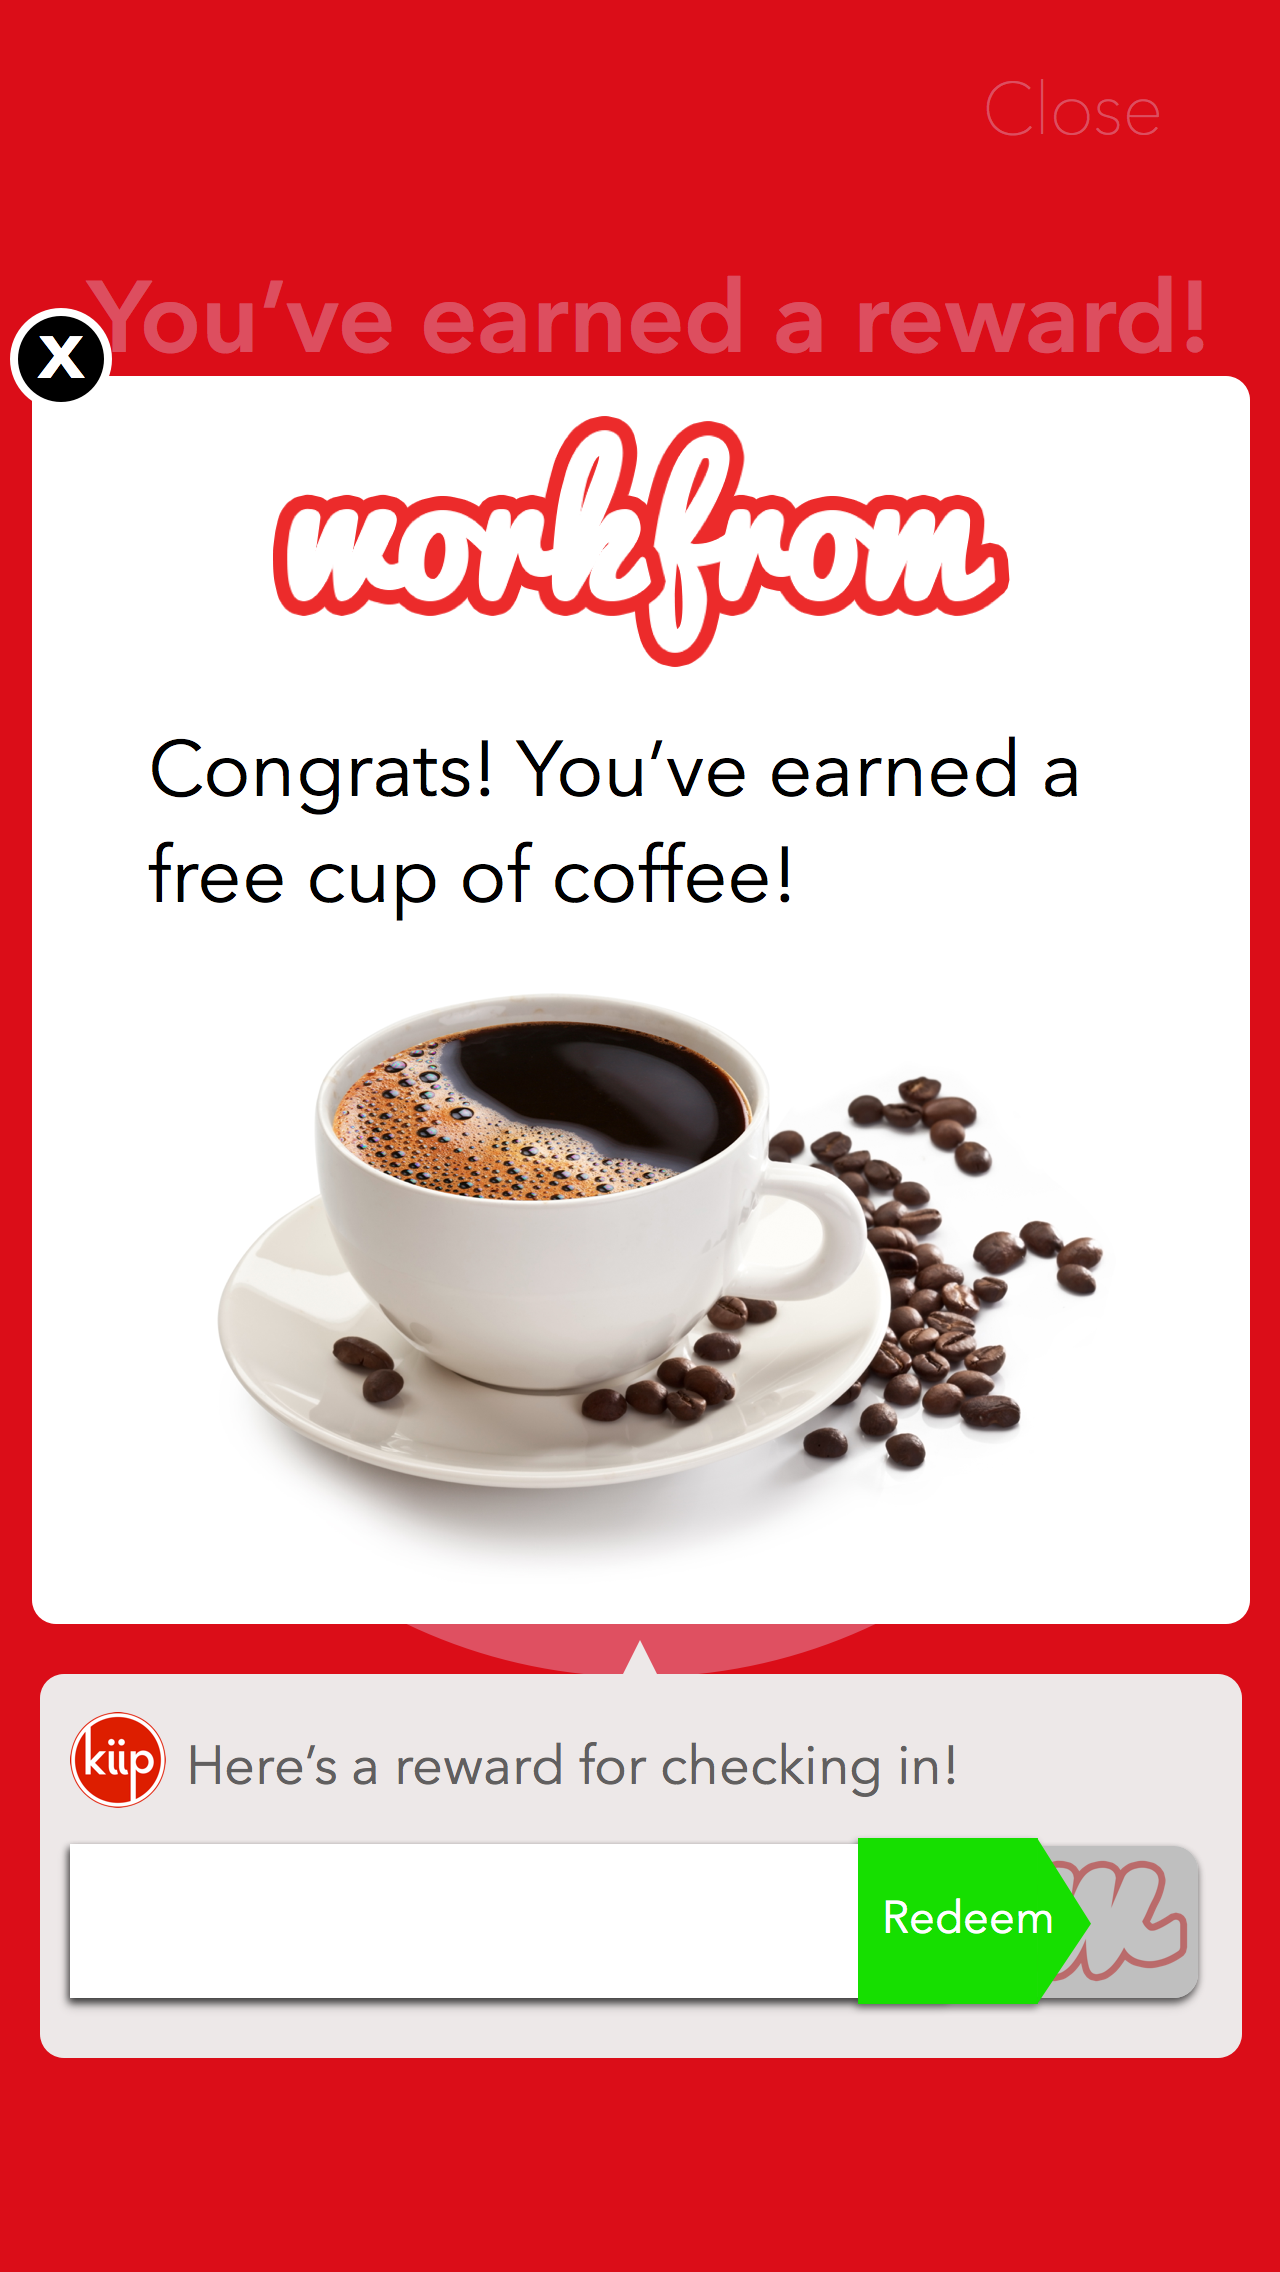 Close
You’ve earned a reward!
X
workfrom
Congrats! You’ve earned a
free cup of coffee!
kiip
Here’s a reward for checking in!
Redeem
m